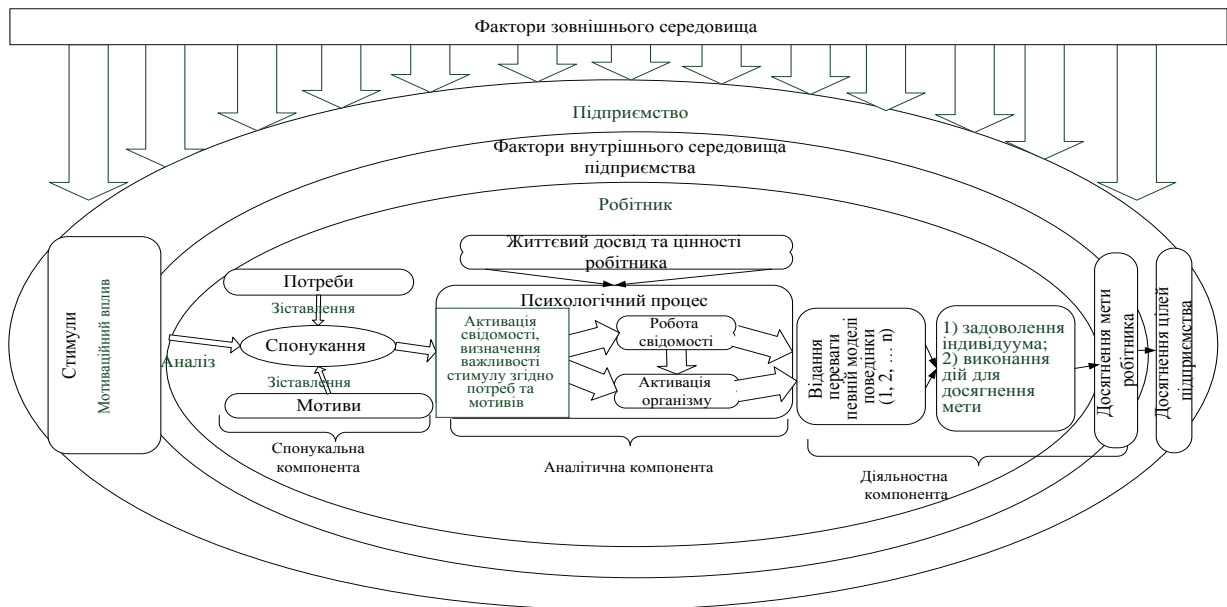 Фактори зовнішнього середовища
Підприємство
Фактори внутрішнього середовища
підприємства
Робітник
Стимули
Мотиваційний вплив
Аналіз
Потреби
Зіставлення
Спонукання
Зіставлення
Мотиви
Спонукальна
компонента
Життєвий досвід та цінності
робітника
Психологічний процес
Активація
свідомості,
визначення
важливості
стимулу згідно
потреб та
мотивів
Робота
свідомості
Активація
організму
Аналітична компонента
Відання
переваги
певній моделі
поведінки
(1, 2, … n)
1) задоволення
індивідуума;
2) виконання
дій для
досягнення
мети
Діяльностна
компонента
Досягнення мети
робітника
Досягнення цілей
підприємства